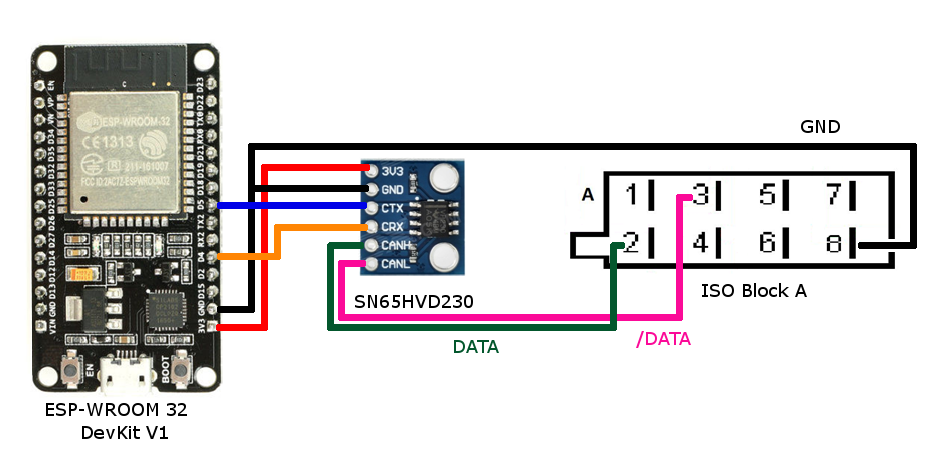 EN
VP
VN
D34
D35
D32
D33
D25
D26
D27
D14
D12
D13
GND
VIN
D23
D22
TX0
RX0
D21
D19
D18
D5
TX2
RX2
D4
D2
D15
GND
3V3
ESP-WROOM-32
CE1313
R 211-161007
FCC ID:2AC7Z-ESPWROOM32
EN
BOOT
ESP-WROOM 32
DevKit V1
3V3
GND
CTX
CRX
CANH
CANL
SN65HVD230
GND
A
1 3 5 7
2 4 6 8
ISO Block A
DATA
/DATA